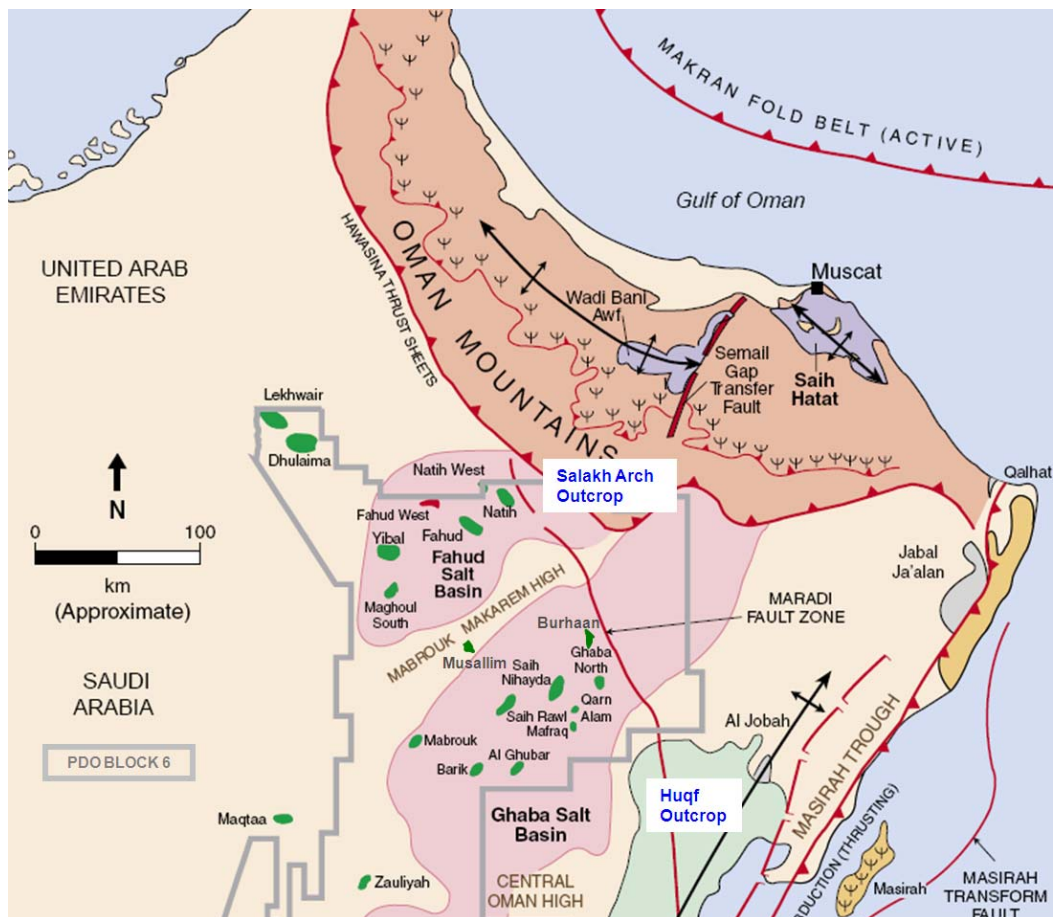 MAKRAN FOLD BELT (ACTIVE)
Gulf of Oman
UNITED ARAB
EMIRATES
HAWASINA THRUST SHEETS
OMAN MOUNTAINS
Muscat
Wadi Bani
Awf
Semail
Gap
Transfer
Fault
Saih
Hatat
Lekhwair
Dhulaima
N
0
100
km
(Approximate)
Natih West
Salakh Arch
Outcrop
Qalhat
Fahud West
Natih
Yibal
Fahud
Fahud
Salt
Basin
Maghoul
South
Jabal
Ja'alan
MABROUK MAKAREM HIGH
MARADI
FAULT ZONE
Burhaan
Musallim
Ghaba
North
Saih
Nihayda
SAUDI
ARABIA
Qarn
Alam
Saih Rawl
Mafraq
Al Jobah
Mabrouk
Al Ghubar
Barik
PDO BLOCK 6
MASIRAH TROUGH
Huqf
Outcrop
Ghaba Salt
Basin
Maqtaa
Zauliyah
CENTRAL
OMAN HIGH
DUCTION (THRUSTING)
Masirah
MASIRAH
TRANSFORM
FAULT